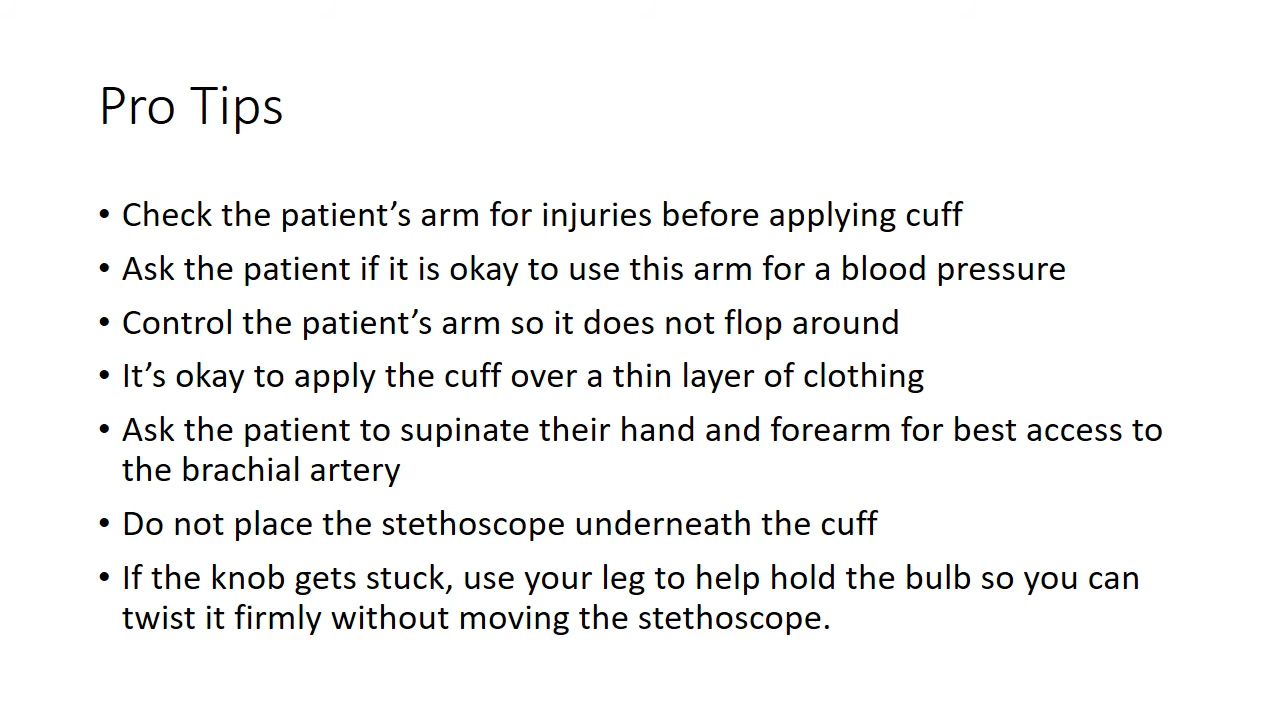 Pro Tips
• Check the patient’s arm for injuries before applying cuff
• Ask the patient if it is okay to use this arm for a blood pressure
• Control the patient’s arm so it does not flop around
• It’s okay to apply the cuff over a thin layer of clothing
• Ask the patient to supinate their hand and forearm for best access to
the brachial artery
• Do not place the stethoscope underneath the cuff
• If the knob gets stuck, use your leg to help hold the bulb so you can
twist it firmly without moving the stethoscope.